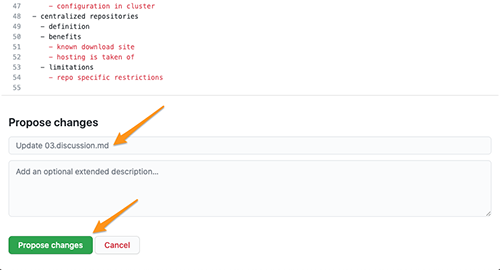 47 - configuration in cluster
48 - centralized repositories
49 - definition
50 - benefits
51 - known download site
52 - hosting is taken of
53 - limitations
54 - repo specific restrictions
55
Propose changes
Update 03.discussion.md
Add an optional extended description...
Propose changes Cancel